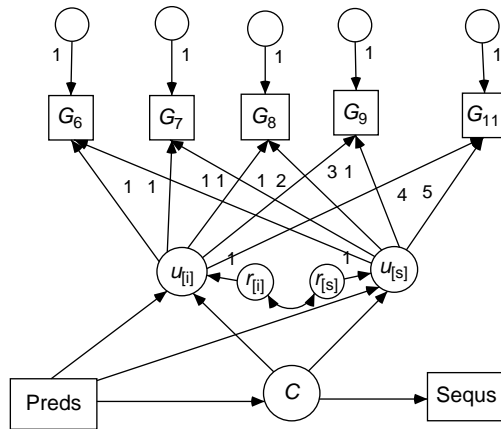 1 1 1 1 1
G6 G7 G8 G9 G11
1 1 1 1 1 2 3 1 4 5
u[i] 1 r[i] r[s] 1 u[s]
Preds C Sequs